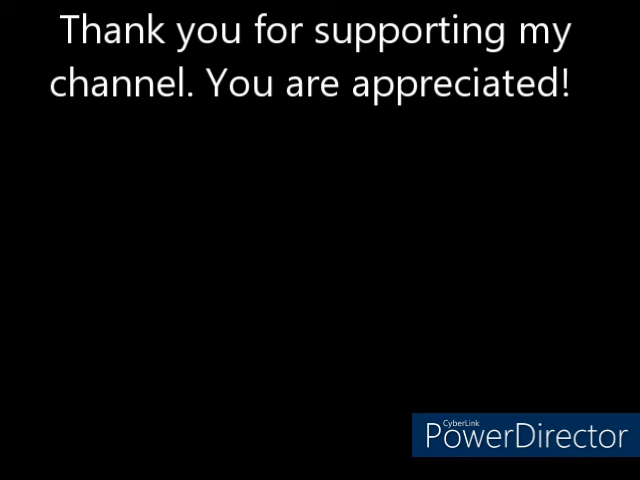 Thank you for supporting my
channel. You are appreciated!
CyberLink
PowerDirector